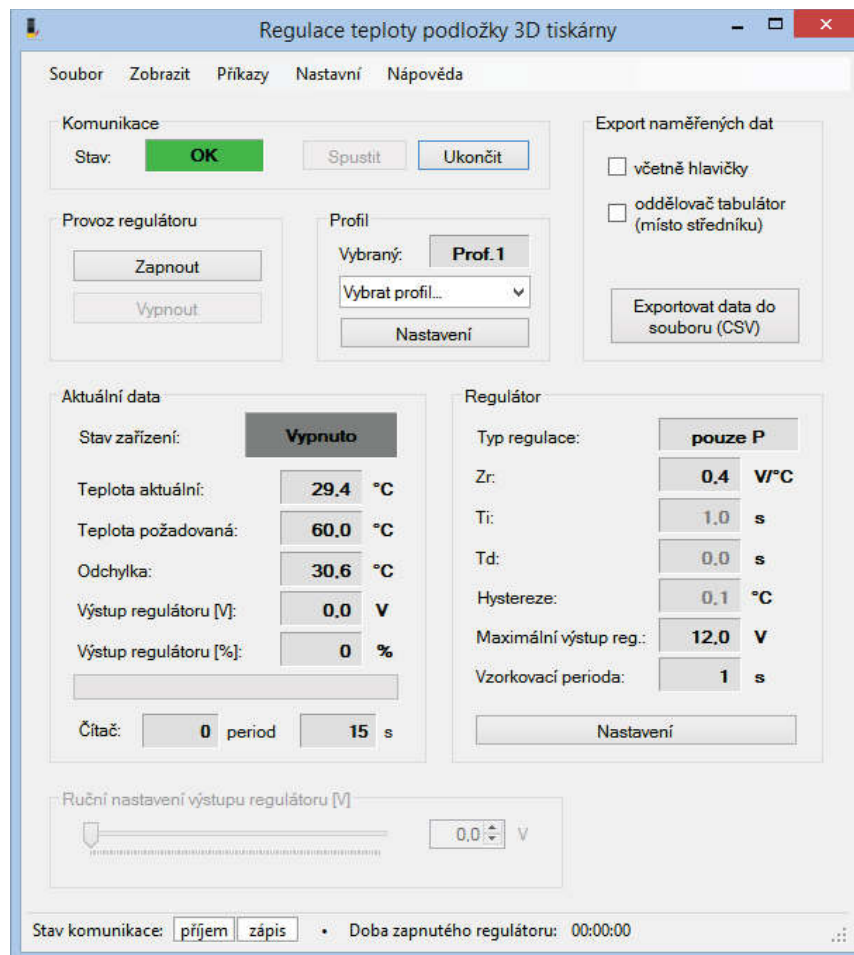 Regulace teploty podložky 3D tiskárny
Soubor Zobrazit Příkazy Nastavní Nápověda
Komunikace
Stav: OK Spustit Ukončit
Export naměřených dat
včetně hlavičky
oddělovač tabulátor
(místo středníku)
Exportovat data do
souboru (CSV)
Provoz regulátoru
Zapnout
Vypnout
Profil
Vybraný: Prof.1
Vybrat profil...
Nastavení
Aktuální data
Stav zařízení: Vypnuto
Teplota aktuální: 29,4 °C
Teplota požadovaná: 60,0 °C
Odchylka: 30,6 °C
Výstup regulátoru [V]: 0,0 V
Výstup regulátoru [%]: 0 %
Čítač: 0 period 15 s
Regulátor
Typ regulace: pouze P
Zr: 0,4 V/°C
Ti: 1,0 s
Td: 0,0 s
Hystereze: 0,1 °C
Maximální výstup reg.: 12,0 V
Vzorkovací perioda: 1 s
Nastavení
Ruční nastavení výstupu regulátoru [V]
0,0 V
Stav komunikace: příjem zápis • Doba zapnutého regulátoru: 00:00:00